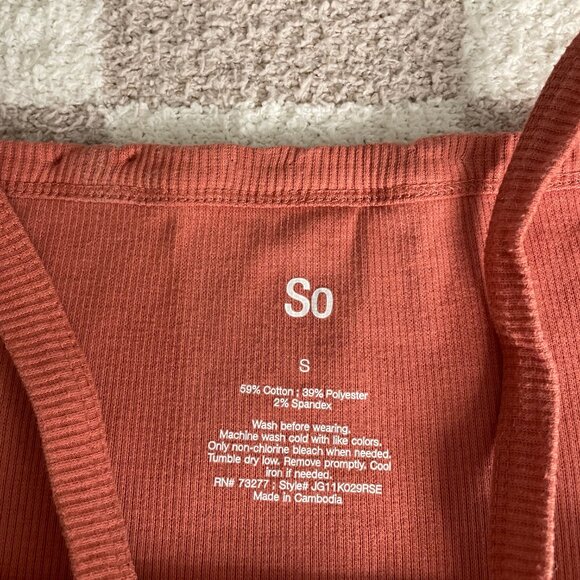 So
S
59% Cotton ; 39% Polyester
2% Spandex
Wash before wearing.
Machine wash cold with like colors.
Only non-chlorine bleach when needed.
Tumble dry low. Remove promptly. Cool
iron if needed.
RN# 73277 ; Style# JG11K029RSE
Made in Cambodia